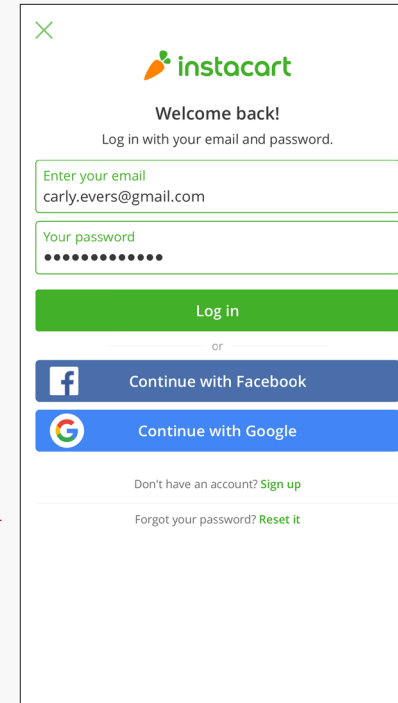 instacart
Welcome back!
Log in with your email and password.
Enter your email
carly.evers@gmail.com
Your password
•••••••••••••
Log in
or
Continue with Facebook
Continue with Google
Don't have an account? Sign up
Forgot your password? Reset it